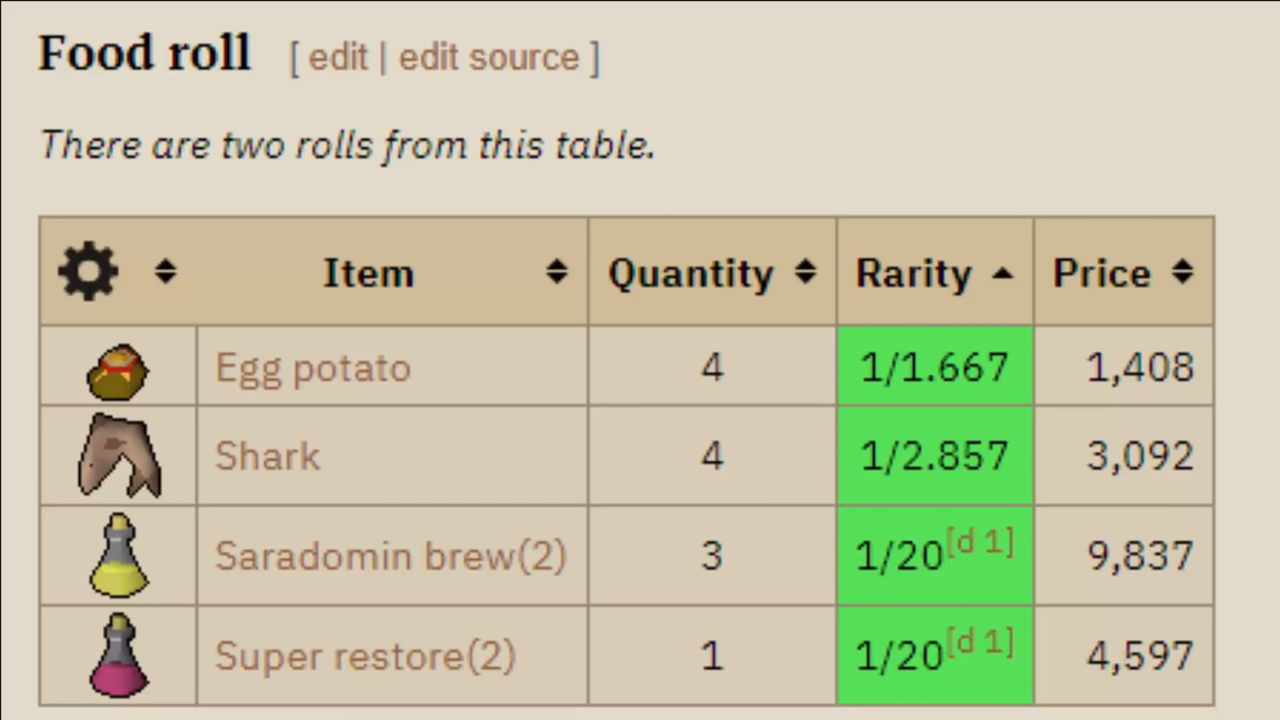 Food roll [ edit | edit source ]
There are two rolls from this table.
Item Quantity Rarity Price
Egg potato 4 1/1.667 1,408
Shark 4 1/2.857 3,092
Saradomin brew(2) 3 1/20[d 1] 9,837
Super restore(2) 1 1/20[d 1] 4,597